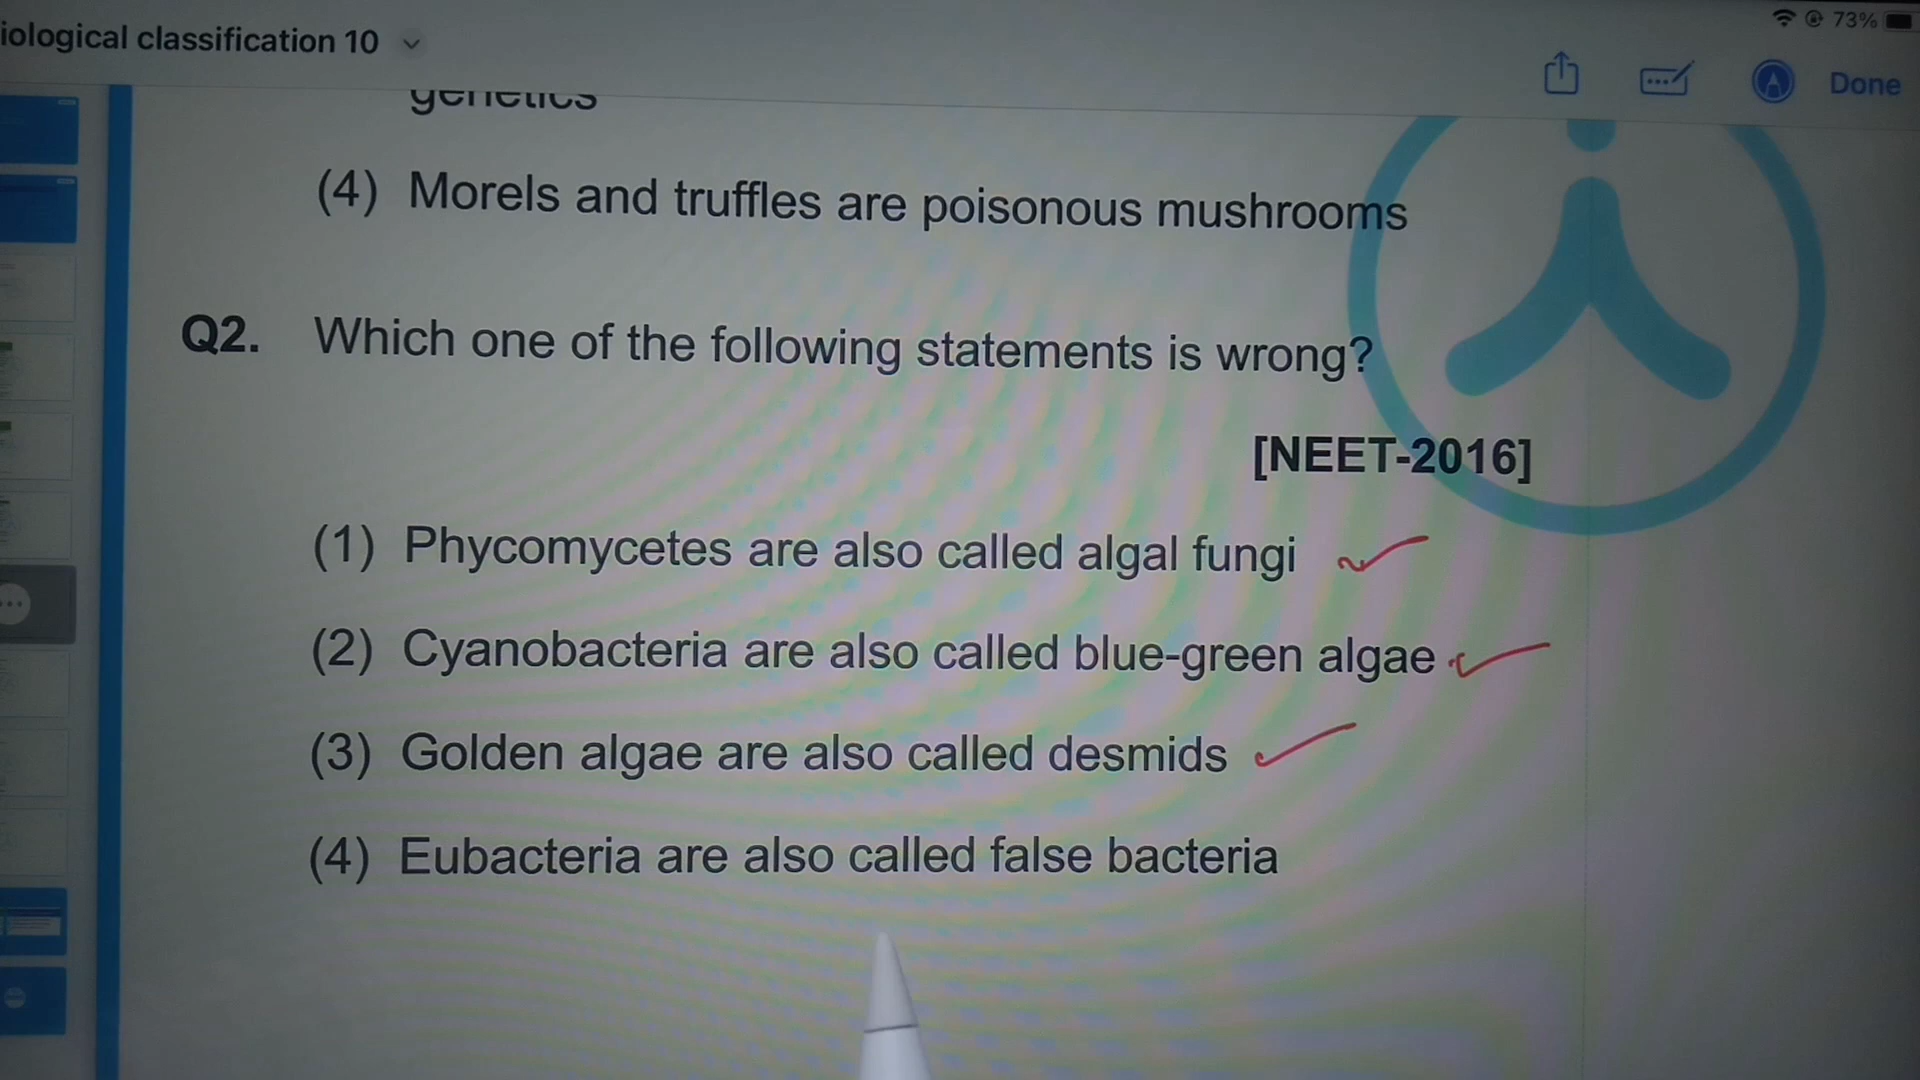 iological classification 10
73%
Done
genetics
(4) Morels and truffles are poisonous mushrooms
Q2. Which one of the following statements is wrong?
[NEET-2016]
(1) Phycomycetes are also called algal fungi
(2) Cyanobacteria are also called blue-green algae
(3) Golden algae are also called desmids
(4) Eubacteria are also called false bacteria